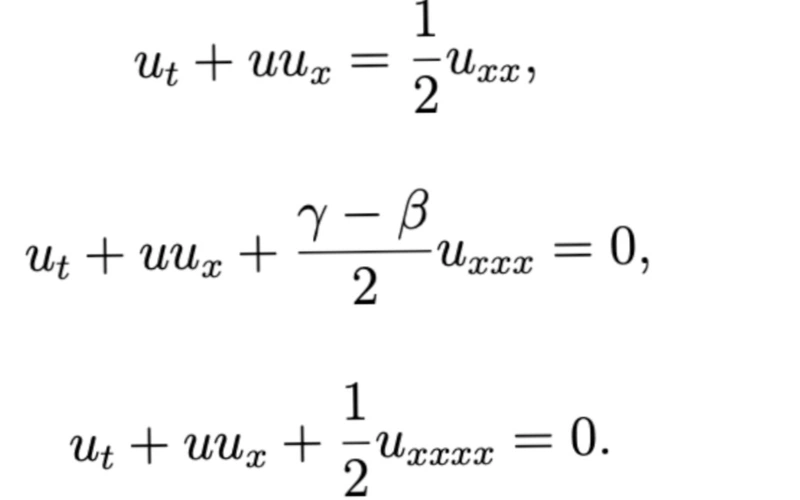 $u_t + uu_x = \frac{1}{2}u_{xx},$
$u_t + uu_x + \frac{\gamma - \beta}{2}u_{xxx} = 0,$
$u_t + uu_x + \frac{1}{2}u_{xxxx} = 0.$